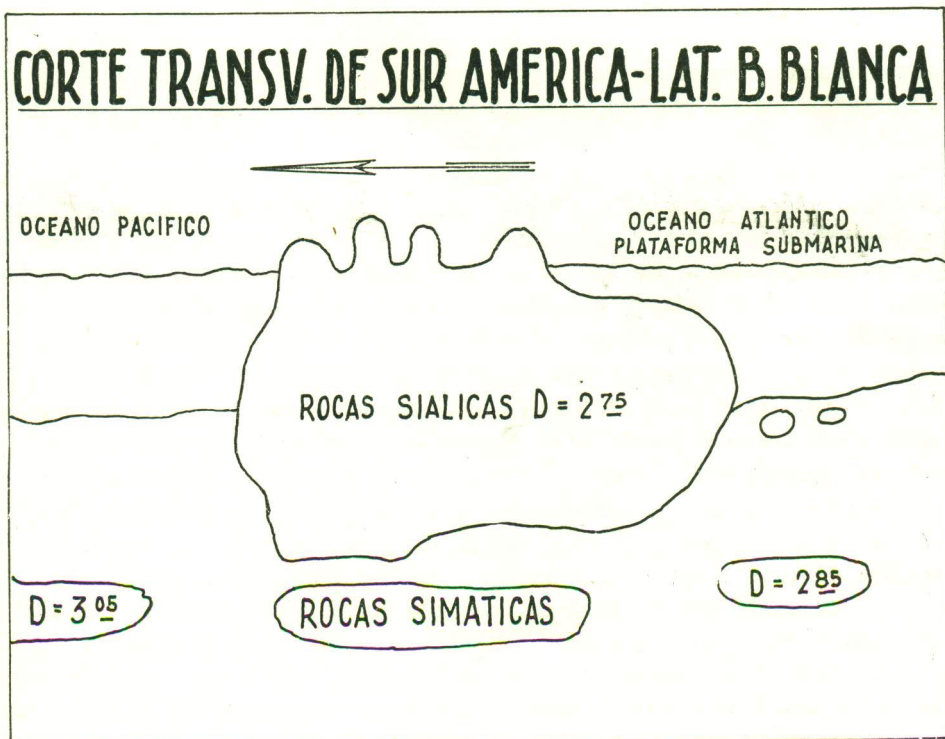 CORTE TRANSV. DE SUR AMERICA-LAT. B. BLANCA
OCEANO PACIFICO
OCEANO ATLANTICO
PLATAFORMA SUBMARINA
ROCAS SIALICAS D = 2 75
D = 3 05
ROCAS SIMATICAS
D = 2 85